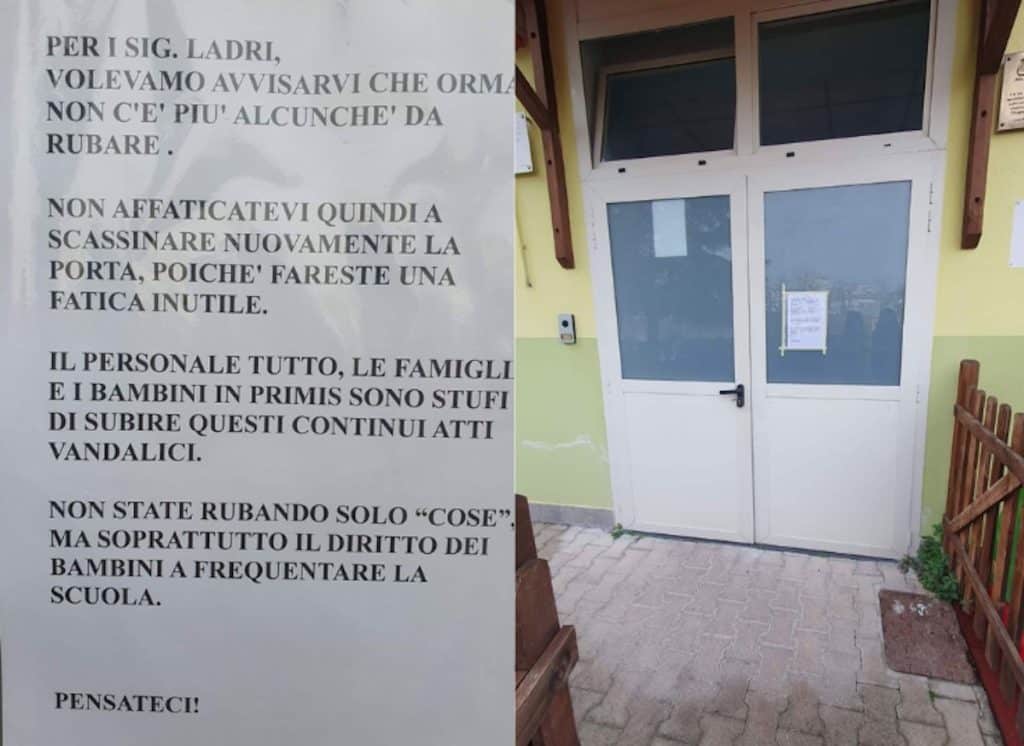 PER I SIG. LADRI,
VOLEVAMO AVVISARVI CHE ORMA
NON C'E' PIU' ALCUNCHE' DA
RUBARE .
NON AFFATICATEVI QUINDI A
SCASSINARE NUOVAMENTE LA
PORTA, POICHE' FARESTE UNA
FATICA INUTILE.
IL PERSONALE TUTTO, LE FAMIGLI
E I BAMBINI IN PRIMIS SONO STUFI
DI SUBIRE QUESTI CONTINUI ATTI
VANDALICI.
NON STATE RUBANDO SOLO “COSE”,
MA SOPRATTUTTO IL DIRITTO DEI
BAMBINI A FREQUENTARE LA
SCUOLA.
PENSATECI!